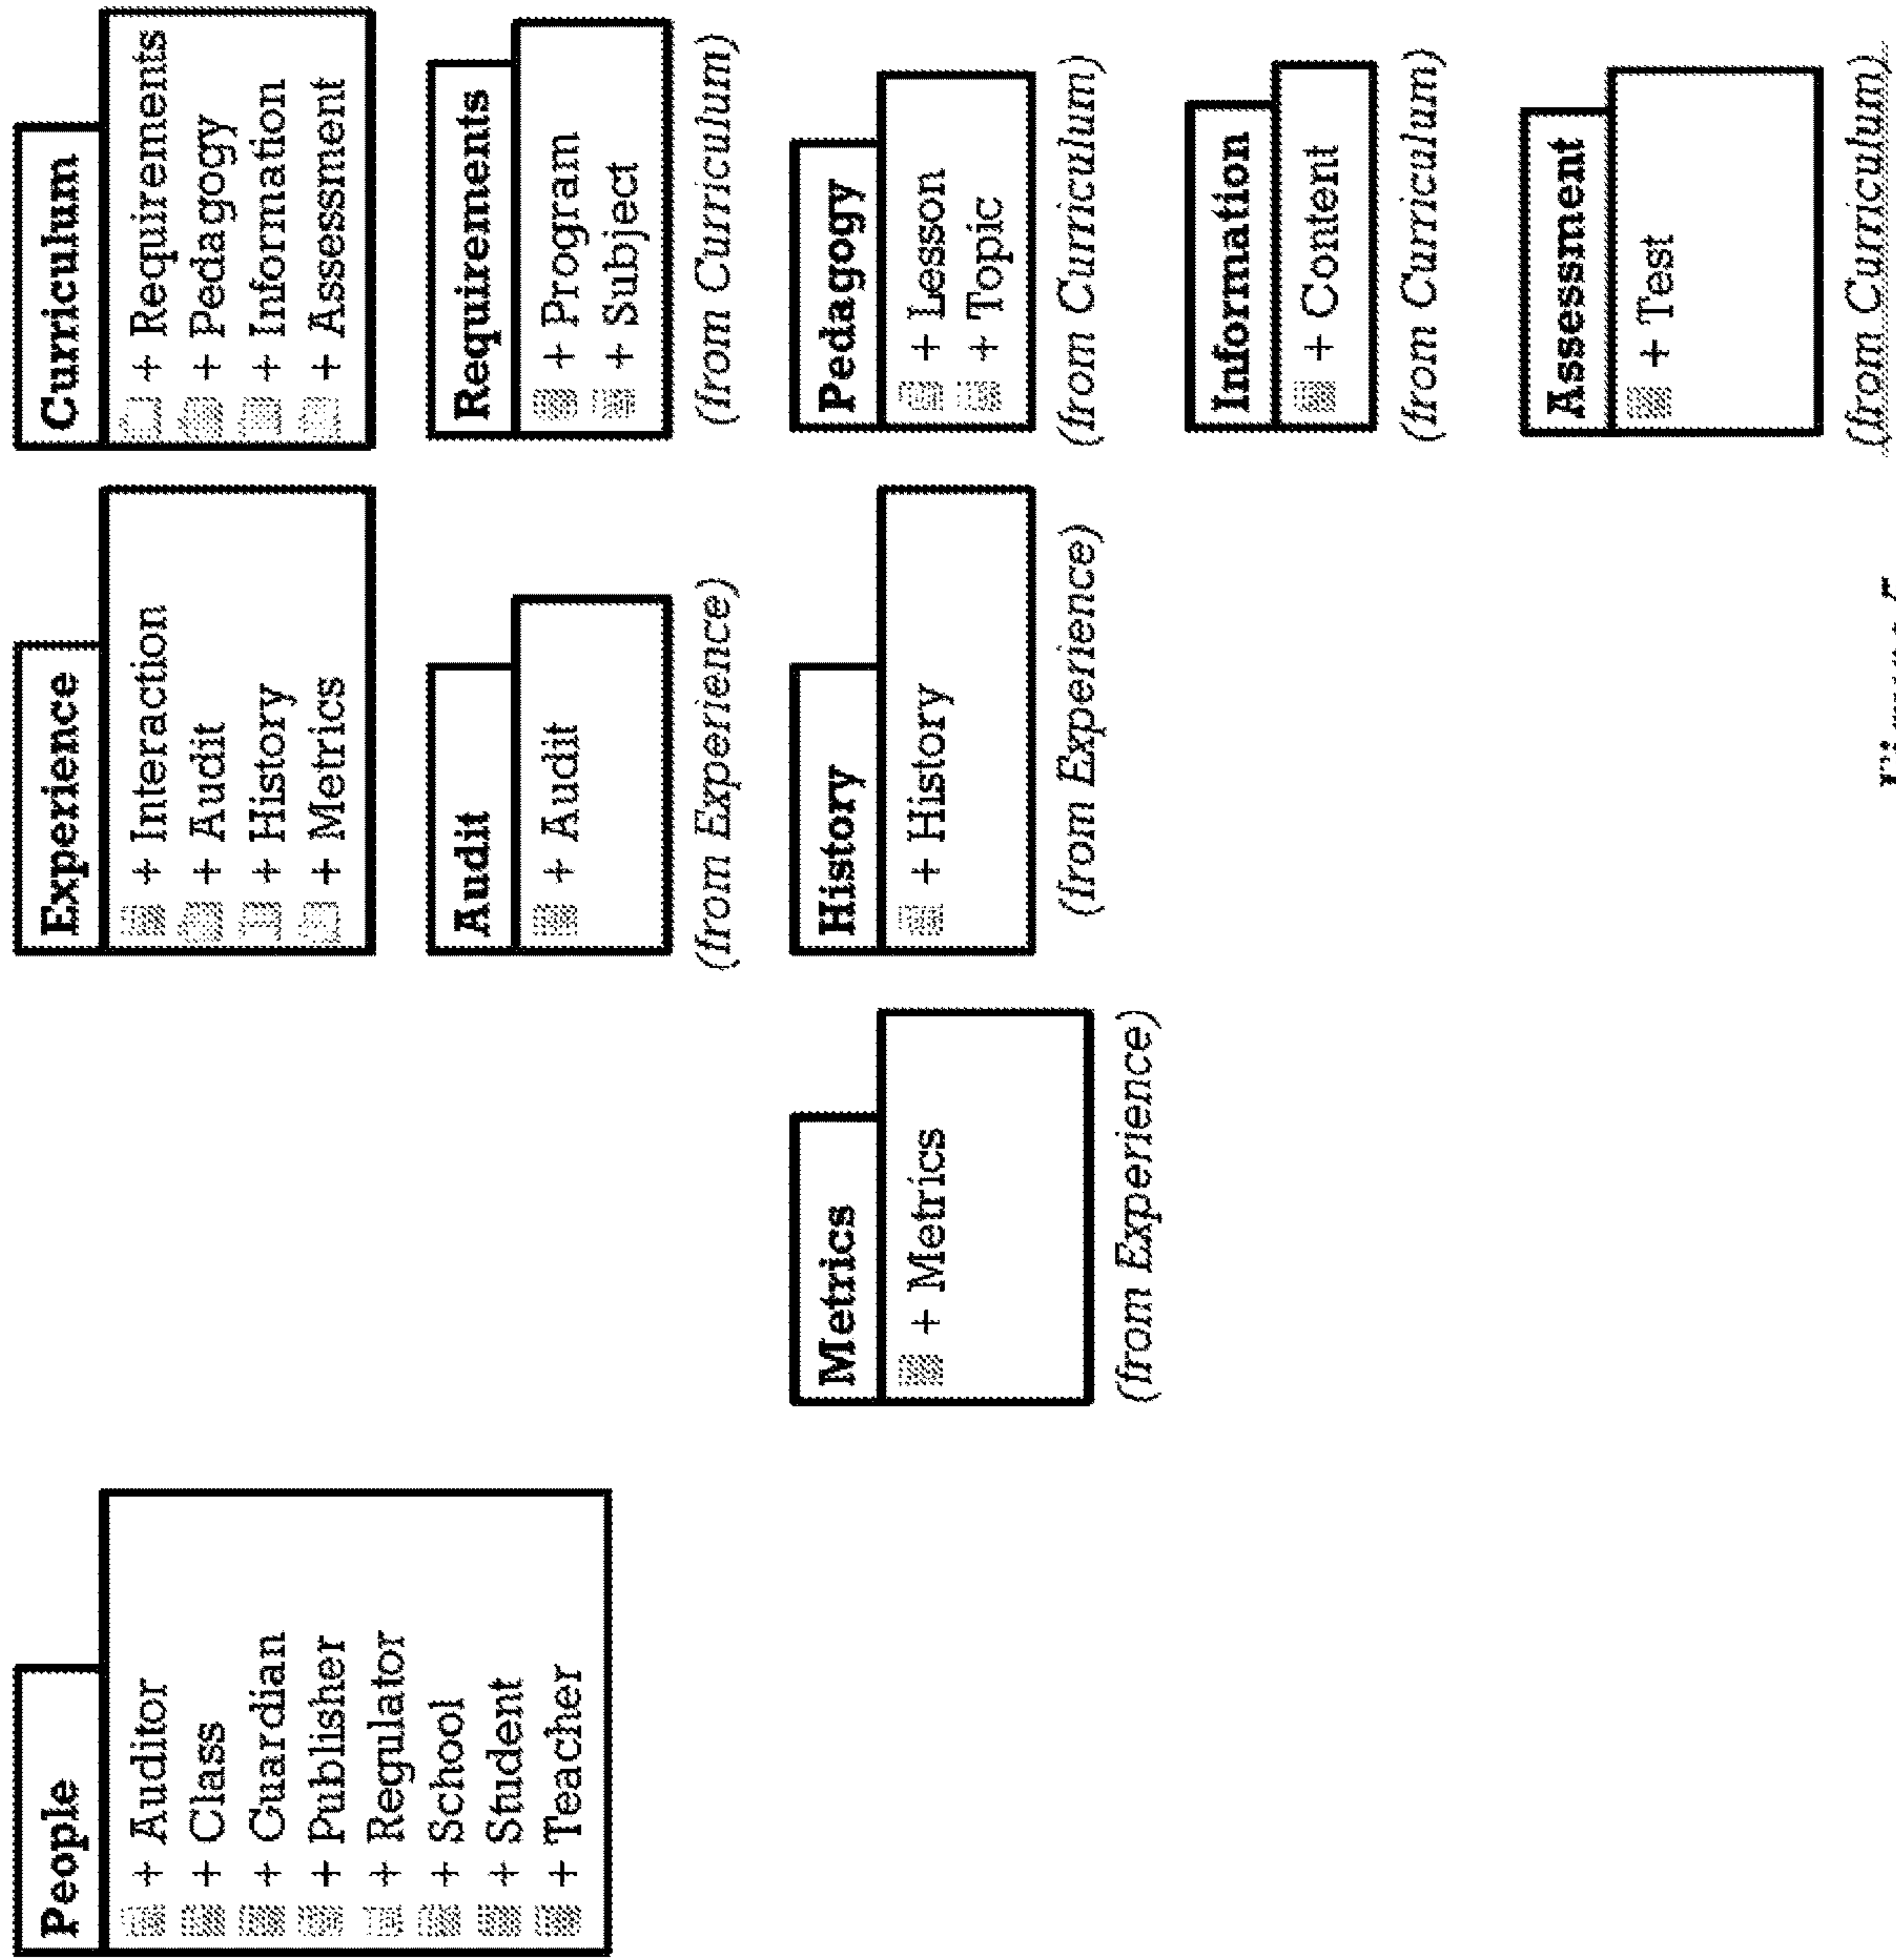 People
+ Auditor
+ Class
+ Guardian
+ Publisher
+ Regulator
+ School
+ Student
+ Teacher
Experience
+ Interaction
+ Audit
+ History
+ Metrics
Curriculum
+ Requirements
+ Pedagogy
+ Information
+ Assessment
Audit
+ Audit
(from Experience)
Requirements
+ Program
+ Subject
(from Curriculum)
Metrics
+ Metrics
(from Experience)
History
+ History
(from Experience)
Pedagogy
+ Lesson
+ Topic
(from Curriculum)
Information
+ Content
(from Curriculum)
Assessment
+ Test
(from Curriculum)